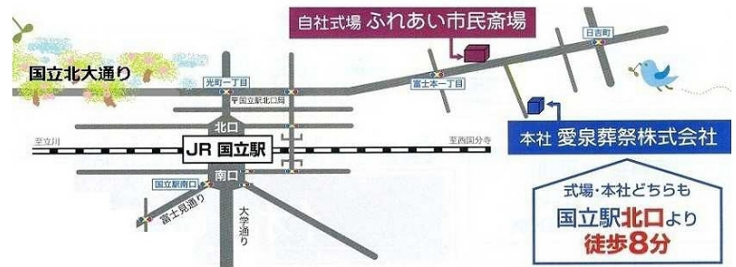 自社式場 ふれあい市民斎場
日吉町
国立北大通り
光町一丁目
〒国立駅北口局
富士本一丁目
北口
本社 愛泉葬祭株式会社
至立川
JR 国立駅
至西国分寺
国立駅南口
南口
富士見通り
大学通り
式場・本社どちらも
国立駅北口より
徒歩8分